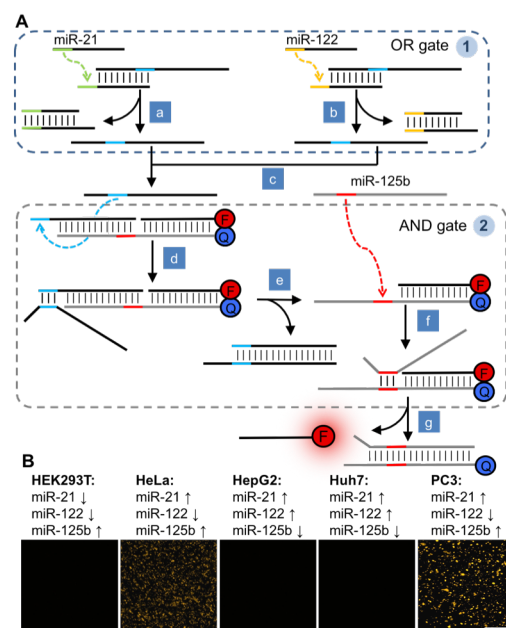 A
miR-21
miR-122
OR gate 1
a
b
c
miR-125b
AND gate 2
F
Q
d
e
F
Q
F
Q
f
F
Q
g
F
Q
B
HEK293T: HeLa: HepG2: Huh7: PC3:
miR-21 ↓ miR-21 ↑ miR-21 ↑ miR-21 ↑ miR-21 ↑
miR-122 ↓ miR-122 ↓ miR-122 ↑ miR-122 ↑ miR-122 ↓
miR-125b ↑ miR-125b ↑ miR-125b ↓ miR-125b ↓ miR-125b ↑